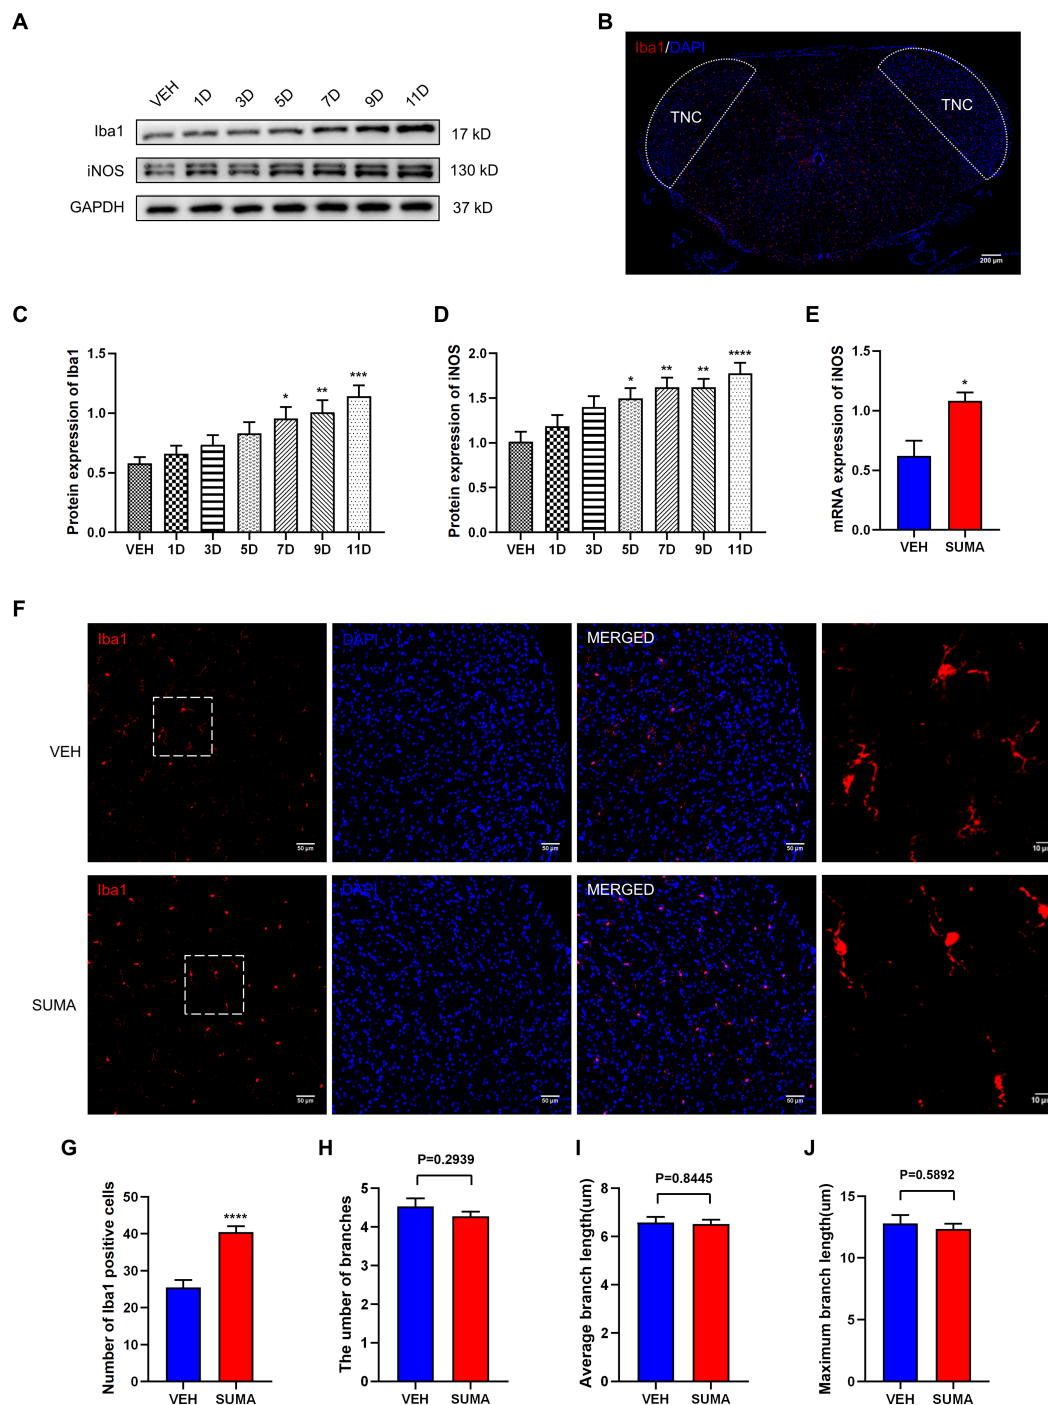 A
VEH 1D 3D 5D 7D 9D 11D
Iba1 17 kD
iNOS 130 kD
GAPDH 37 kD
B
Iba1/DAPI
TNC TNC
200 μm
C
Protein expression of Iba1
1.5
1.0
0.5
0.0
* ** ***
VEH 1D 3D 5D 7D 9D 11D
D
Protein expression of iNOS
2.0
1.5
1.0
0.5
0.0
* ** ** ****
VEH 1D 3D 5D 7D 9D 11D
E
mRNA expression of iNOS
1.5
1.0
0.5
0.0
*
VEH SUMA
F
Iba1 DAPI MERGED
VEH
50 μm 50 μm 50 μm 10 μm
Iba1 DAPI MERGED
SUMA
50 μm 50 μm 50 μm 10 μm
G
Number of Iba1 positive cells
50
40
30
20
10
0
****
VEH SUMA
H
P=0.2939
The umber of branches
5
4
3
2
1
0
VEH SUMA
I
P=0.8445
Average branch length(um)
8
6
4
2
0
VEH SUMA
J
P=0.5892
Maximum branch length(um)
15
12
9
6
3
0
VEH SUMA